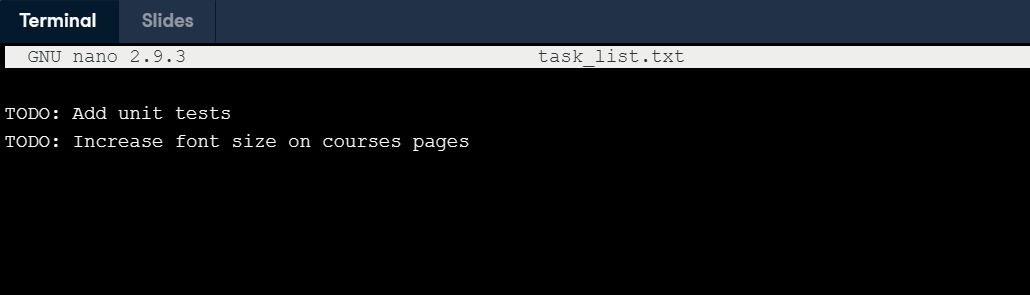 Terminal Slides
GNU nano 2.9.3 task_list.txt
TODO: Add unit tests
TODO: Increase font size on courses pages